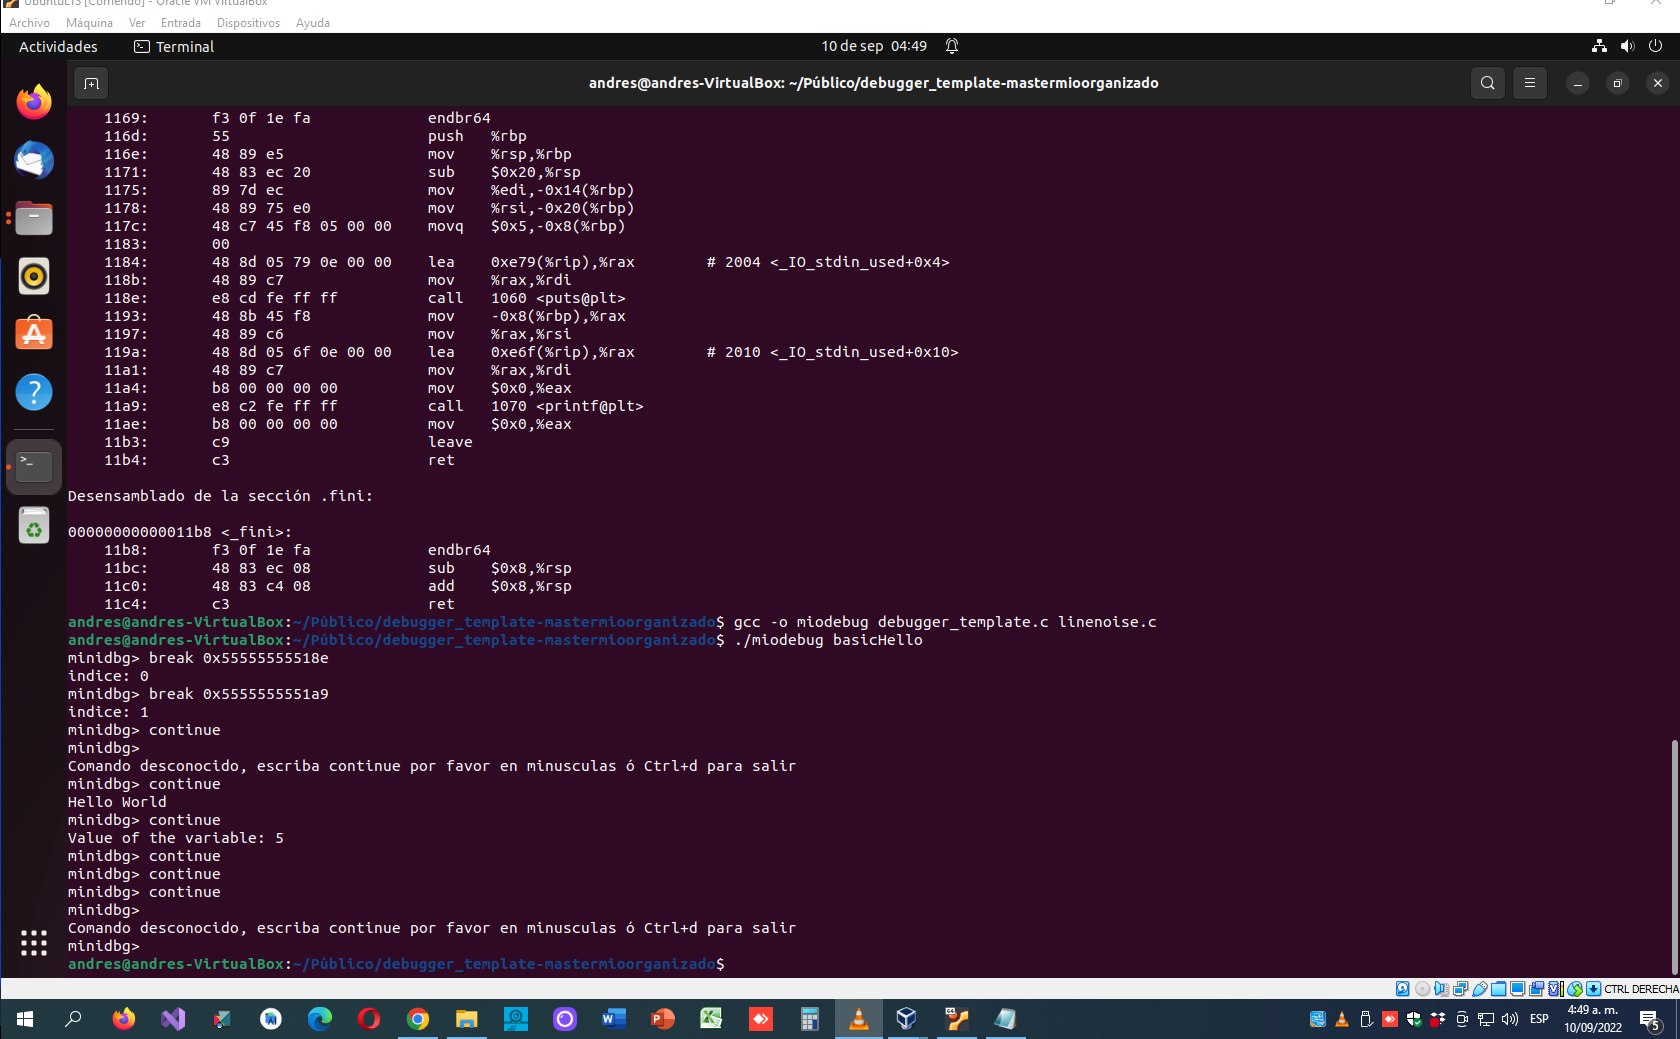 UbuntuLTS [Corriendo] - Oracle VM VirtualBox
Archivo Máquina Ver Entrada Dispositivos Ayuda
Actividades Terminal 10 de sep 04:49
andres@andres-VirtualBox: ~/Público/debugger_template-mastermioorganizado
1169: f3 0f 1e fa endbr64
116d: 55 push %rbp
116e: 48 89 e5 mov %rsp,%rbp
1171: 48 83 ec 20 sub $0x20,%rsp
1175: 89 7d ec mov %edi,-0x14(%rbp)
1178: 48 89 75 e0 mov %rsi,-0x20(%rbp)
117c: 48 c7 45 f8 05 00 00 movq $0x5,-0x8(%rbp)
1183: 00
1184: 48 8d 05 79 0e 00 00 lea 0xe79(%rip),%rax # 2004 <_IO_stdin_used+0x4>
118b: 48 89 c7 mov %rax,%rdi
118e: e8 cd fe ff ff call 1060 <puts@plt>
1193: 48 8b 45 f8 mov -0x8(%rbp),%rax
1197: 48 89 c6 mov %rax,%rsi
119a: 48 8d 05 6f 0e 00 00 lea 0xe6f(%rip),%rax # 2010 <_IO_stdin_used+0x10>
11a1: 48 89 c7 mov %rax,%rdi
11a4: b8 00 00 00 00 mov $0x0,%eax
11a9: e8 c2 fe ff ff call 1070 <printf@plt>
11ae: b8 00 00 00 00 mov $0x0,%eax
11b3: c9 leave
11b4: c3 ret
Desensamblado de la sección .fini:
00000000000011b8 <_fini>:
11b8: f3 0f 1e fa endbr64
11bc: 48 83 ec 08 sub $0x8,%rsp
11c0: 48 83 c4 08 add $0x8,%rsp
11c4: c3 ret
andres@andres-VirtualBox:~/Público/debugger_template-mastermioorganizado$ gcc -o miodebug debugger_template.c linenoise.c
andres@andres-VirtualBox:~/Público/debugger_template-mastermioorganizado$ ./miodebug basicHello
minidbg> break 0x55555555518e
indice: 0
minidbg> break 0x5555555551a9
indice: 1
minidbg> continue
minidbg>
Comando desconocido, escriba continue por favor en minusculas ó Ctrl+d para salir
minidbg> continue
Hello World
minidbg> continue
Value of the variable: 5
minidbg> continue
minidbg> continue
minidbg> continue
minidbg>
Comando desconocido, escriba continue por favor en minusculas ó Ctrl+d para salir
minidbg>
andres@andres-VirtualBox:~/Público/debugger_template-mastermioorganizado$
CTRL DERECHA
ESP
4:49 a. m.
10/09/2022
5